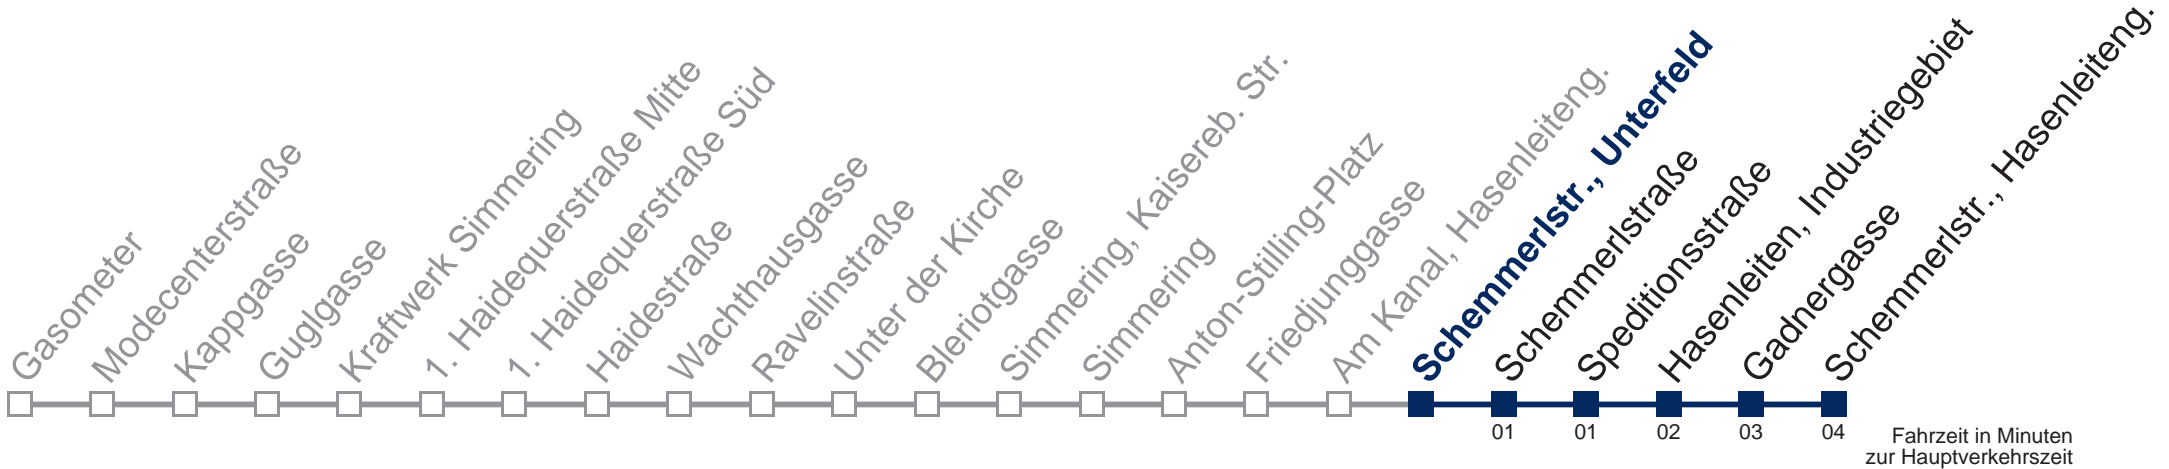 Gasometer
Modecenterstraße
Kappgasse
Guglgasse
Kraftwerk Simmering
1. Haidequerstraße Mitte
1. Haidequerstraße Süd
Haidestraße
Wachthausgasse
Ravelinstraße
Unter der Kirche
Bleriotgasse
Simmering, Kaisereb. Str.
Simmering
Anton-Stilling-Platz
Friedjunggasse
Am Kanal, Hasenleiteng.
Schemmerlstr., Unterfeld
Schemmerlstraße
Speditionsstraße
Hasenleiten, Industriegebiet
Gadnergasse
Schemmerlstr., Hasenleiteng.
01 01 02 03 04
Fahrzeit in Minuten
zur Hauptverkehrszeit